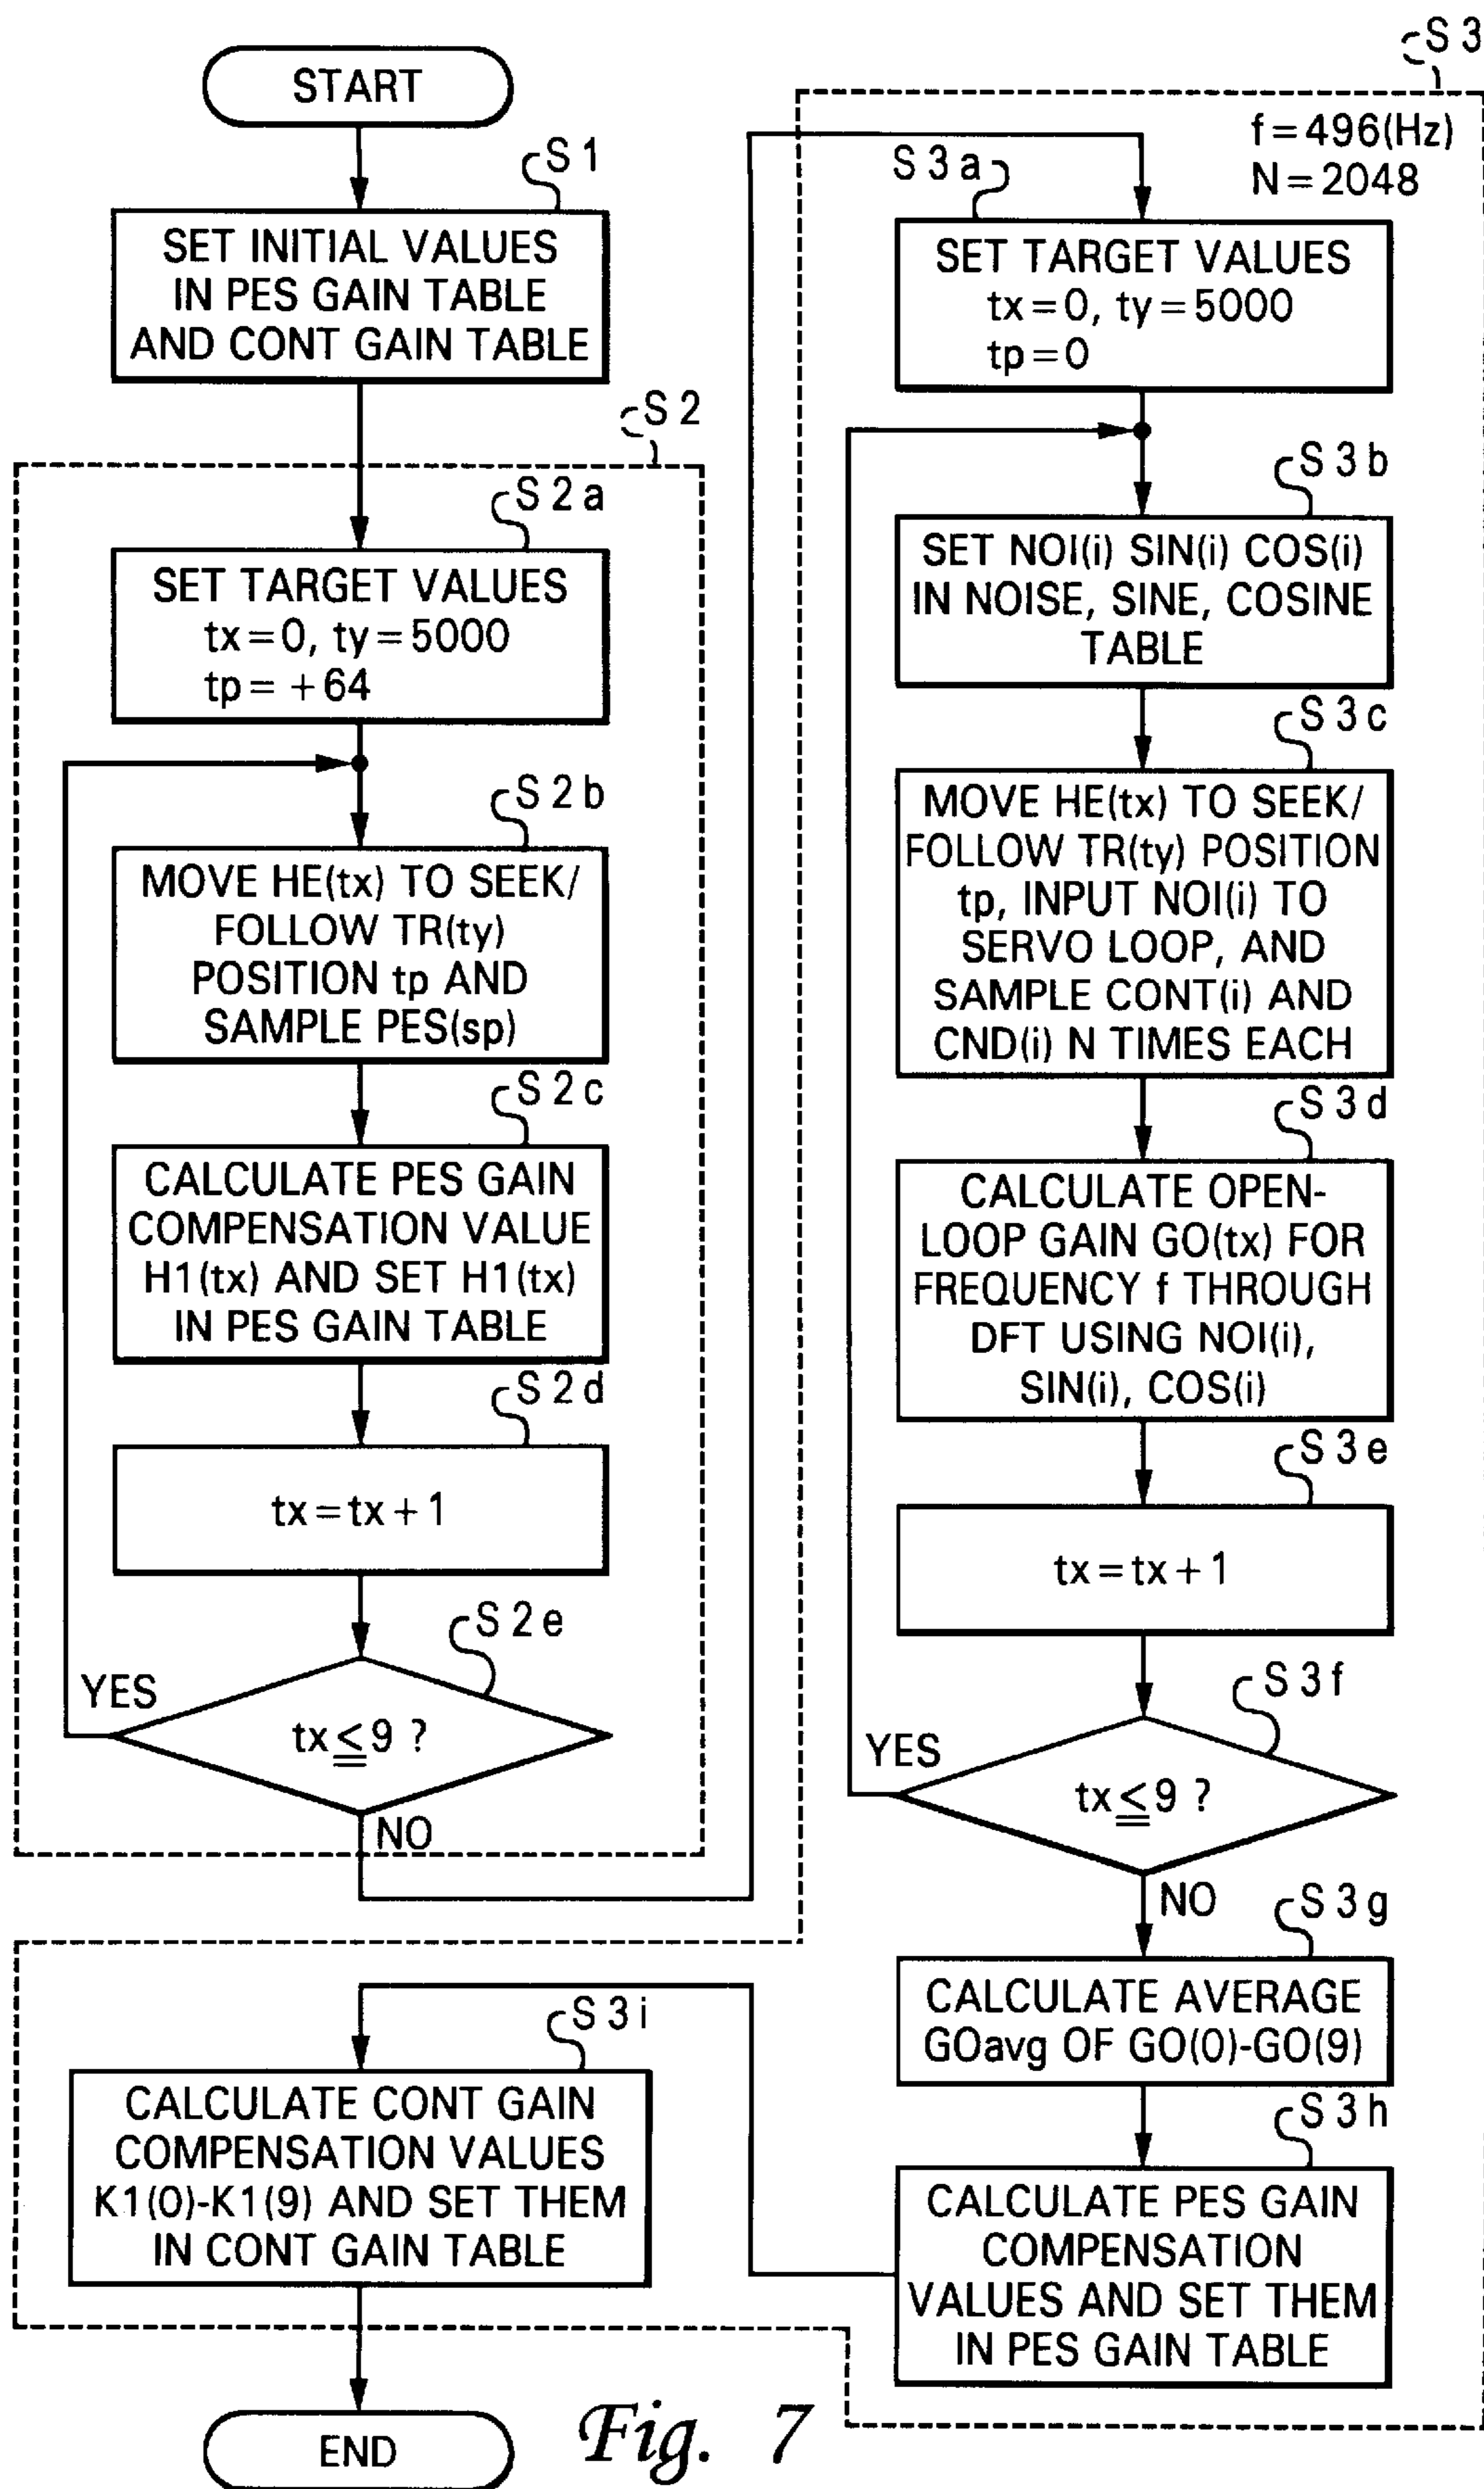 START
S1
SET INITIAL VALUES
IN PES GAIN TABLE
AND CONT GAIN TABLE
S2
S2a
SET TARGET VALUES
tx=0, ty=5000
tp=+64
S2b
MOVE HE(tx) TO SEEK/
FOLLOW TR(ty)
POSITION tp AND
SAMPLE PES(sp)
S2c
CALCULATE PES GAIN
COMPENSATION VALUE
H1(tx) AND SET H1(tx)
IN PES GAIN TABLE
S2d
tx=tx+1
S2e
YES
tx≦9 ?
NO
S3
f=496(Hz)
N=2048
S3a
SET TARGET VALUES
tx=0, ty=5000
tp=0
S3b
SET NOI(i) SIN(i) COS(i)
IN NOISE, SINE, COSINE
TABLE
S3c
MOVE HE(tx) TO SEEK/
FOLLOW TR(ty) POSITION
tp, INPUT NOI(i) TO
SERVO LOOP, AND
SAMPLE CONT(i) AND
CND(i) N TIMES EACH
S3d
CALCULATE OPEN-
LOOP GAIN GO(tx) FOR
FREQUENCY f THROUGH
DFT USING NOI(i),
SIN(i), COS(i)
S3e
tx=tx+1
S3f
YES
tx≦9 ?
NO
S3g
CALCULATE AVERAGE
GOavg OF GO(0)-GO(9)
S3h
CALCULATE PES GAIN
COMPENSATION
VALUES AND SET THEM
IN PES GAIN TABLE
S3i
CALCULATE CONT GAIN
COMPENSATION VALUES
K1(0)-K1(9) AND SET THEM
IN CONT GAIN TABLE
END
Fig. 7